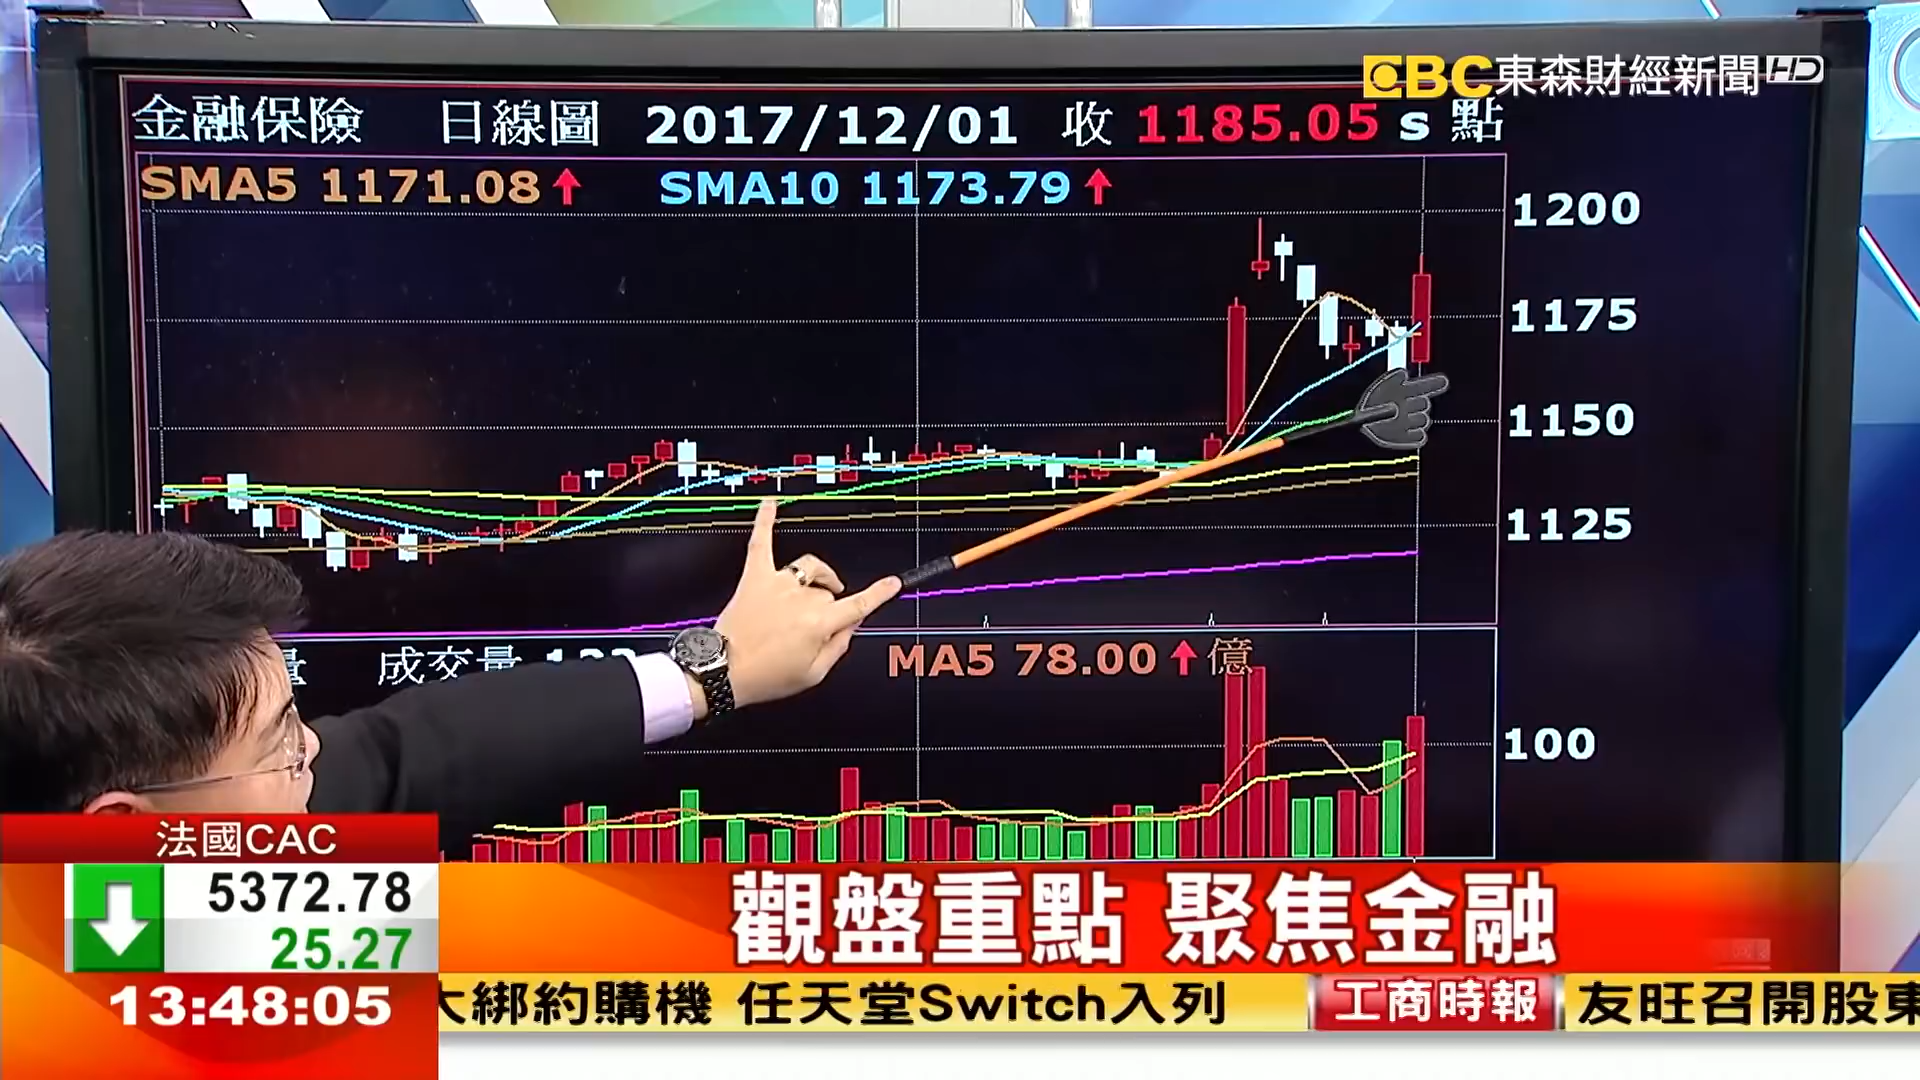 EBC東森財經新聞HD
金融保險 日線圖 2017/12/01 收 1185.05 s 點
SMA5 1171.08↑ SMA10 1173.79↑
1200
1175
1150
1125
量 成交量
MA5 78.00↑億
100
法國CAC
5372.78
25.27
13:48:05
觀盤重點 聚焦金融
大綁約購機 任天堂Switch入列
工商時報
友旺召開股東